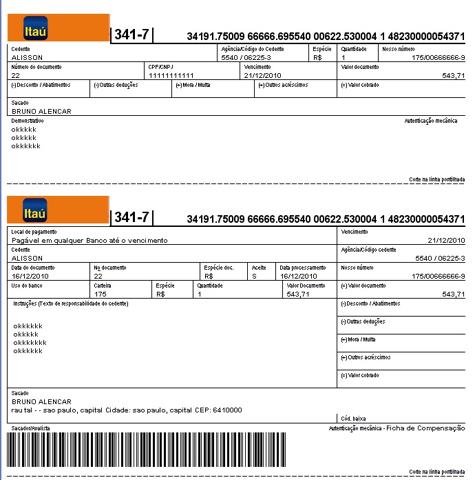 Itaú 341-7 34191.75009 66666.695540 00622.530004 1 48230000054371
Cedente Agência/Código do Cedente Espécie Quantidade Nosso número
ALISSON 5540 / 06225-3 R$ 1 175/00666666-9
Número do documento CPF/CNPJ Vencimento Valor documento
22 11111111111 21/12/2010 543,71
(-) Desconto / Abatimentos (-) Outras deduções (+) Mora / Multa (+) Outros acréscimos (=) Valor cobrado
Sacado
BRUNO ALENCAR
Demonstrativo Autenticação mecânica
okkkkk
okkkkk
okkkkk
Corte na linha pontilhada
Itaú 341-7 34191.75009 66666.695540 00622.530004 1 48230000054371
Local de pagamento Vencimento
Pagável em qualquer Banco até o vencimento 21/12/2010
Cedente Agência/Código cedente
ALISSON 5540 / 06225-3
Data do documento No documento Espécie doc. Aceite Data processamento Nosso número
16/12/2010 22 R$ S 16/12/2010 175/00666666-9
Uso do banco Carteira Espécie Quantidade Valor Documento (=) Valor documento
175 R$ 1 543,71 543,71
Instruções (Texto de responsabilidade do cedente) (-) Desconto / Abatimentos
okkkkkk
(-) Outras deduções
okkkkkk
okkkkkkk
(+) Mora / Multa
okkkkkk
(+) Outros acréscimos
(=) Valor cobrado
Sacado
BRUNO ALENCAR
rau tal - - sao paulo, capital Cidade: sao paulo, capital CEP: 6410000
Cód. baixa
Sacador/Avalista Autenticação mecânica - Ficha de Compensação
Corte na linha pontilhada